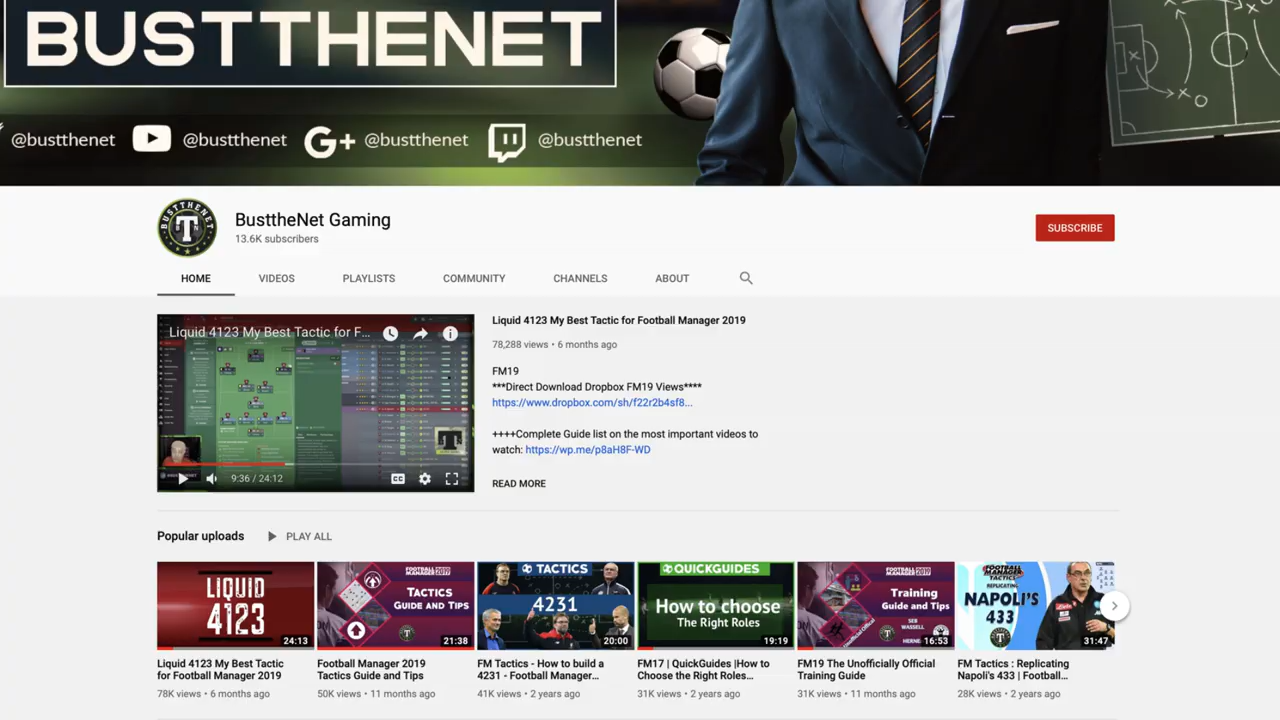 BUSTTHENET
@bustthenet @bustthenet G+ @bustthenet @bustthenet
BUSTTHENET
BusttheNet Gaming
13.6K subscribers
SUBSCRIBE
HOME VIDEOS PLAYLISTS COMMUNITY CHANNELS ABOUT
Liquid 4123 My Best Tactic for F...
9:36 / 24:12
CC
Liquid 4123 My Best Tactic for Football Manager 2019
78,288 views • 6 months ago
FM19
***Direct Download Dropbox FM19 Views****
https://www.dropbox.com/sh/f22r2b4sf8...
++++Complete Guide list on the most important videos to
watch: https://wp.me/p8aH8F-WD
READ MORE
Popular uploads PLAY ALL
LIQUID
4123
24:13
Liquid 4123 My Best Tactic
for Football Manager 2019
78K views • 6 months ago
FOOTBALL
MANAGER
2019
TACTICS
GUIDE AND TIPS
21:38
Football Manager 2019
Tactics Guide and Tips
50K views • 11 months ago
TACTICS
4231
20:00
FM Tactics - How to build a
4231 - Football Manager...
41K views • 2 years ago
QUICKGUIDES
How to choose
The Right Roles
19:19
FM17 | QuickGuides |How to
Choose the Right Roles...
31K views • 2 years ago
FOOTBALL
MANAGER
2019
Training
Guide and Tips
SEB
WASSELL
HERNE
16:53
FM19 The Unofficially Official
Training Guide
31K views • 11 months ago
FOOTBALL
MANAGER
TACTICS
REPLICATING
NAPOLI'S
433
31:47
FM Tactics : Replicating
Napoli's 433 | Football...
28K views • 2 years ago